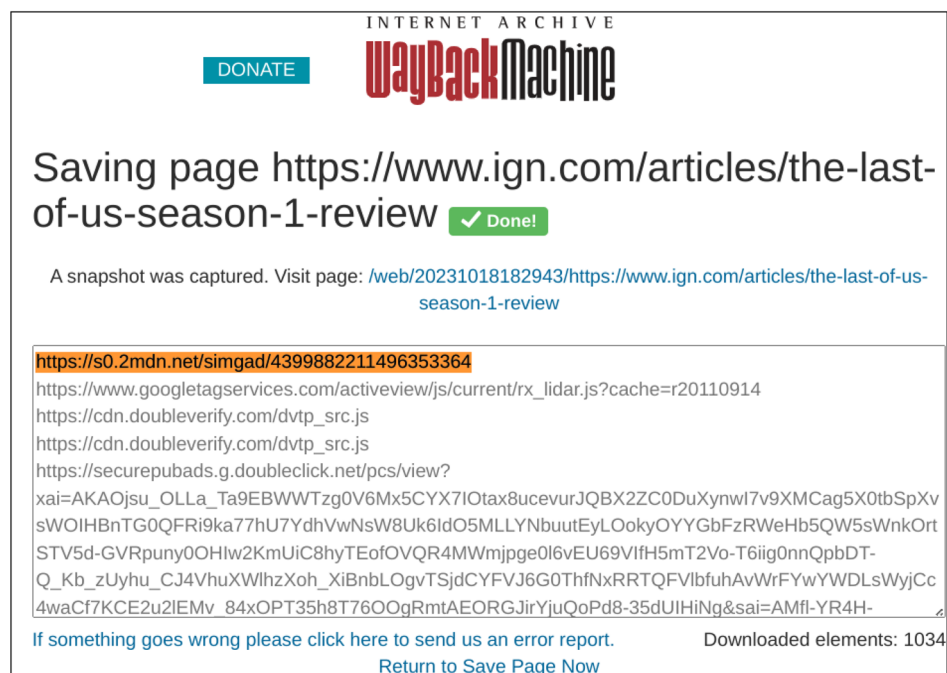 INTERNET ARCHIVE
WayBackMachine
DONATE
Saving page https://www.ign.com/articles/the-last-
of-us-season-1-review Done!
A snapshot was captured. Visit page: /web/20231018182943/https://www.ign.com/articles/the-last-of-us-
season-1-review
https://s0.2mdn.net/simgad/4399882211496353364
https://www.googletagservices.com/activeview/js/current/rx_lidar.js?cache=r20110914
https://cdn.doubleverify.com/dvtp_src.js
https://cdn.doubleverify.com/dvtp_src.js
https://securepubads.g.doubleclick.net/pcs/view?
xai=AKAOjsu_OLLa_Ta9EBWWTzg0V6Mx5CYX7IOtax8ucevurJQBX2ZC0DuXynwI7v9XMCag5X0tbSpXv
sWOIHBnTG0QFRi9ka77hU7YdhVwNsW8Uk6IdO5MLLYNbuutEyLOokyOYYGbFzRWeHb5QW5sWnkOrt
STV5d-GVRpuny0OHIw2KmUiC8hyTEofOVQR4MWmjpge0l6vEU69VIfH5mT2Vo-T6iig0nnQpbDT-
Q_Kb_zUyhu_CJ4VhuXWlhzXoh_XiBnbLOgvTSjdCYFVJ6G0ThfNxRRTQFVlbfuhAvWrFYwYWDLsWyjCc
4waCf7KCE2u2lEMv_84xOPT35h8T76OOgRmtAEORGJirYjuQoPd8-35dUIHiNg&sai=AMfl-YR4H-
If something goes wrong please click here to send us an error report.
Downloaded elements: 1034
Return to Save Page Now